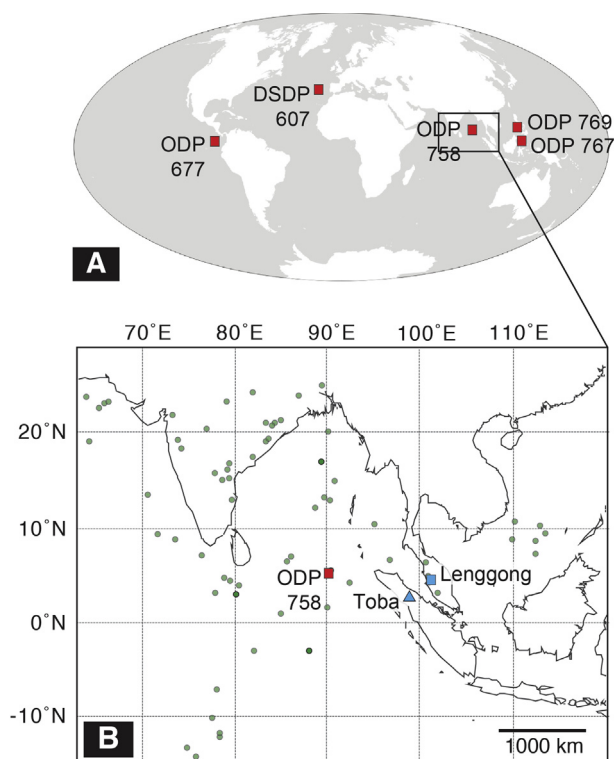 DSDP
607
ODP
677
ODP
758
ODP 769
ODP 767
A
70°E 80°E 90°E 100°E 110°E
20°N
10°N
0°N
-10°N
ODP
758
Lenggong
Toba
B
1000 km